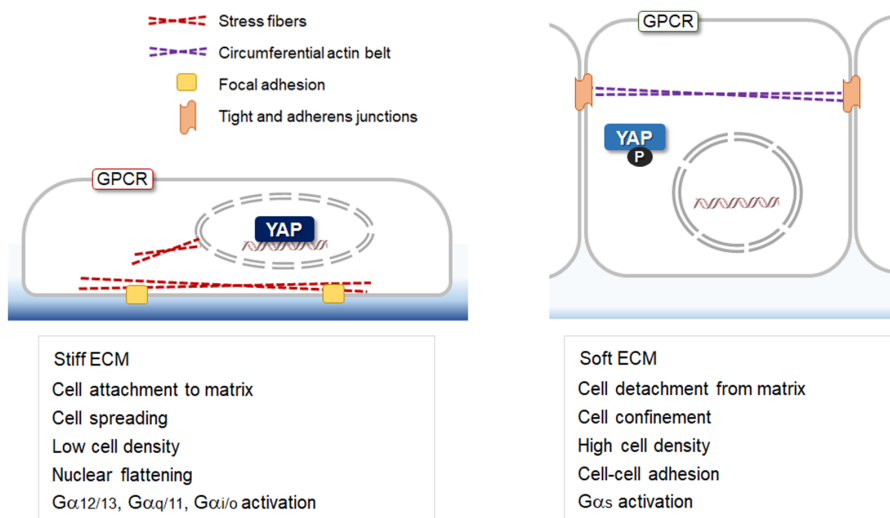 Stress fibers
Circumferential actin belt
Focal adhesion
Tight and adherens junctions
GPCR
YAP
GPCR
YAP
P
Stiff ECM
Cell attachment to matrix
Cell spreading
Low cell density
Nuclear flattening
Gα12/13, Gαq/11, Gαi/o activation
Soft ECM
Cell detachment from matrix
Cell confinement
High cell density
Cell-cell adhesion
Gαs activation